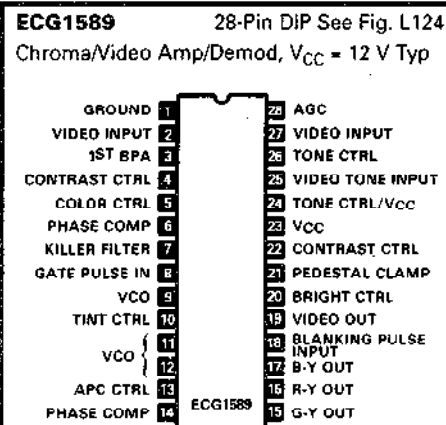 ECG1589 28-Pin DIP See Fig. L124
Chroma/Video Amp/Demod, VCC = 12 V Typ
GROUND 1 28 AGC
VIDEO INPUT 2 27 VIDEO INPUT
1ST BPA 3 26 TONE CTRL
CONTRAST CTRL 4 25 VIDEO TONE INPUT
COLOR CTRL 5 24 TONE CTRL/VCC
PHASE COMP 6 23 VCC
KILLER FILTER 7 22 CONTRAST CTRL
GATE PULSE IN 8 21 PEDESTAL CLAMP
VCO 9 20 BRIGHT CTRL
TINT CTRL 10 19 VIDEO OUT
VCO { 11 18 BLANKING PULSE INPUT
12 17 B-Y OUT
APC CTRL 13 16 R-Y OUT
PHASE COMP 14 ECG1589 15 G-Y OUT